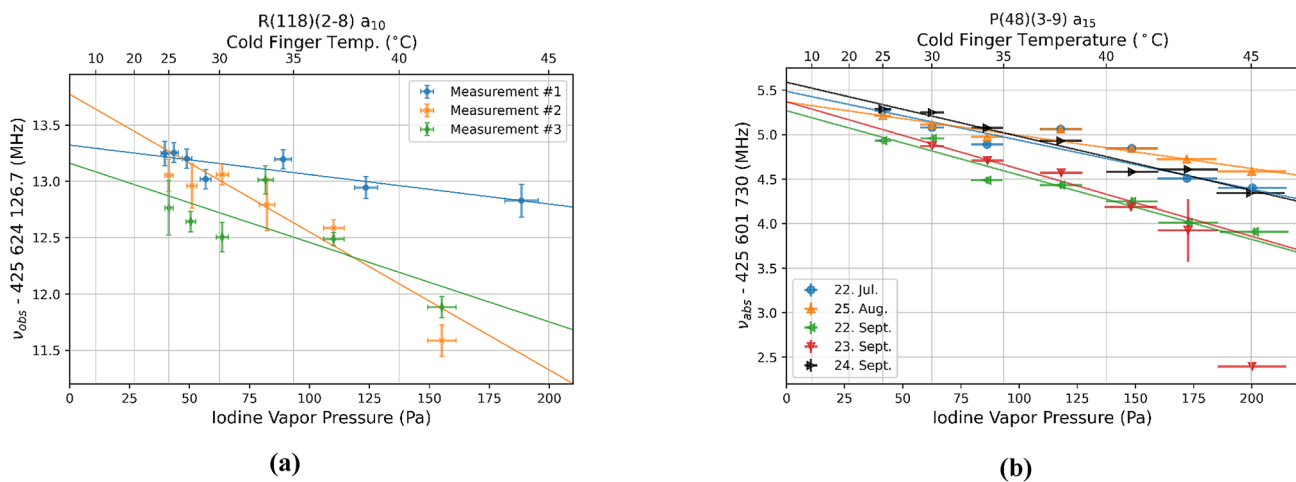 R(118)(2-8) a10
Cold Finger Temp. (°C)
10 20 25 30 35 40 45
Measurement #1
Measurement #2
Measurement #3
νobs - 425 624 126.7 (MHz)
13.5
13.0
12.5
12.0
11.5
0 25 50 75 100 125 150 175 200
Iodine Vapor Pressure (Pa)
(a)
P(48)(3-9) a15
Cold Finger Temperature (°C)
10 20 25 30 35 40 45
νabs - 425 601 730 (MHz)
5.5
5.0
4.5
4.0
3.5
3.0
2.5
22. Jul.
25. Aug.
22. Sept.
23. Sept.
24. Sept.
0 25 50 75 100 125 150 175 200
Iodine Vapor Pressure (Pa)
(b)